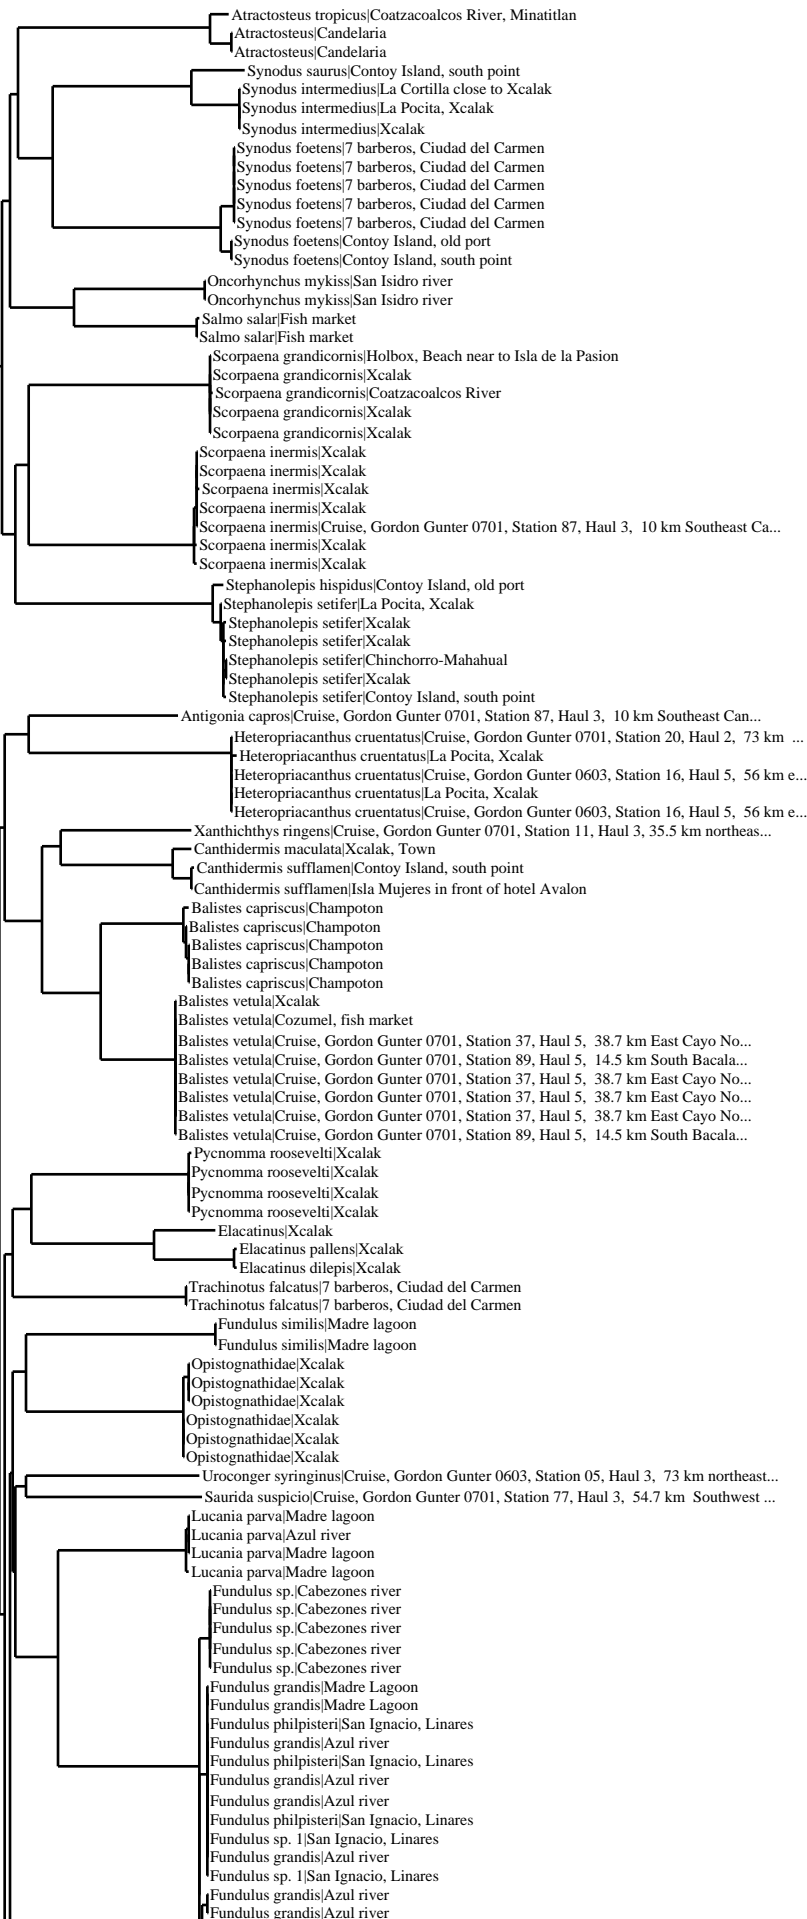 Atractosteus tropicus|Coatzacoalcos River, Minatitlan
Atractosteus|Candelaria
Atractosteus|Candelaria
Synodus saurus|Contoy Island, south point
Synodus intermedius|La Cortilla close to Xcalak
Synodus intermedius|La Pocita, Xcalak
Synodus intermedius|Xcalak
Synodus foetens|7 barberos, Ciudad del Carmen
Synodus foetens|7 barberos, Ciudad del Carmen
Synodus foetens|7 barberos, Ciudad del Carmen
Synodus foetens|7 barberos, Ciudad del Carmen
Synodus foetens|7 barberos, Ciudad del Carmen
Synodus foetens|Contoy Island, old port
Synodus foetens|Contoy Island, south point
Oncorhynchus mykiss|San Isidro river
Oncorhynchus mykiss|San Isidro river
Salmo salar|Fish market
Salmo salar|Fish market
Scorpaena grandicornis|Holbox, Beach near to Isla de la Pasion
Scorpaena grandicornis|Xcalak
Scorpaena grandicornis|Coatzacoalcos River
Scorpaena grandicornis|Xcalak
Scorpaena grandicornis|Xcalak
Scorpaena inermis|Xcalak
Scorpaena inermis|Xcalak
Scorpaena inermis|Xcalak
Scorpaena inermis|Xcalak
Scorpaena inermis|Cruise, Gordon Gunter 0701, Station 87, Haul 3,  10 km Southeast Ca...
Scorpaena inermis|Xcalak
Scorpaena inermis|Xcalak
Stephanolepis hispidus|Contoy Island, old port
Stephanolepis setifer|La Pocita, Xcalak
Stephanolepis setifer|Xcalak
Stephanolepis setifer|Xcalak
Stephanolepis setifer|Chinchorro-Mahahual
Stephanolepis setifer|Xcalak
Stephanolepis setifer|Contoy Island, south point
Antigonia capros|Cruise, Gordon Gunter 0701, Station 87, Haul 3,  10 km Southeast Can...
Heteropriacanthus cruentatus|Cruise, Gordon Gunter 0701, Station 20, Haul 2,  73 km  ...
Heteropriacanthus cruentatus|La Pocita, Xcalak
Heteropriacanthus cruentatus|Cruise, Gordon Gunter 0603, Station 16, Haul 5,  56 km e...
Heteropriacanthus cruentatus|La Pocita, Xcalak
Heteropriacanthus cruentatus|Cruise, Gordon Gunter 0603, Station 16, Haul 5,  56 km e...
Xanthichthys ringens|Cruise, Gordon Gunter 0701, Station 11, Haul 3, 35.5 km northeas...
Canthidermis maculata|Xcalak, Town
Canthidermis sufflamen|Contoy Island, south point
Canthidermis sufflamen|Isla Mujeres in front of hotel Avalon
Balistes capriscus|Champoton
Balistes capriscus|Champoton
Balistes capriscus|Champoton
Balistes capriscus|Champoton
Balistes capriscus|Champoton
Balistes vetula|Xcalak
Balistes vetula|Cozumel, fish market
Balistes vetula|Cruise, Gordon Gunter 0701, Station 37, Haul 5,  38.7 km East Cayo No...
Balistes vetula|Cruise, Gordon Gunter 0701, Station 89, Haul 5,  14.5 km South Bacala...
Balistes vetula|Cruise, Gordon Gunter 0701, Station 37, Haul 5,  38.7 km East Cayo No...
Balistes vetula|Cruise, Gordon Gunter 0701, Station 37, Haul 5,  38.7 km East Cayo No...
Balistes vetula|Cruise, Gordon Gunter 0701, Station 37, Haul 5,  38.7 km East Cayo No...
Balistes vetula|Cruise, Gordon Gunter 0701, Station 89, Haul 5,  14.5 km South Bacala...
Pycnomma roosevelti|Xcalak
Pycnomma roosevelti|Xcalak
Pycnomma roosevelti|Xcalak
Pycnomma roosevelti|Xcalak
Elacatinus|Xcalak
Elacatinus pallens|Xcalak
Elacatinus dilepis|Xcalak
Trachinotus falcatus|7 barberos, Ciudad del Carmen
Trachinotus falcatus|7 barberos, Ciudad del Carmen
Fundulus similis|Madre lagoon
Fundulus similis|Madre lagoon
Opistognathidae|Xcalak
Opistognathidae|Xcalak
Opistognathidae|Xcalak
Opistognathidae|Xcalak
Opistognathidae|Xcalak
Opistognathidae|Xcalak
Uroconger syringinus|Cruise, Gordon Gunter 0603, Station 05, Haul 3,  73 km northeast...
Saurida suspicio|Cruise, Gordon Gunter 0701, Station 77, Haul 3,  54.7 km  Southwest ...
Lucania parva|Madre lagoon
Lucania parva|Azul river
Lucania parva|Madre lagoon
Lucania parva|Madre lagoon
Fundulus sp.|Cabezones river
Fundulus sp.|Cabezones river
Fundulus sp.|Cabezones river
Fundulus sp.|Cabezones river
Fundulus sp.|Cabezones river
Fundulus grandis|Madre Lagoon
Fundulus grandis|Madre Lagoon
Fundulus philpisteri|San Ignacio, Linares
Fundulus grandis|Azul river
Fundulus philpisteri|San Ignacio, Linares
Fundulus grandis|Azul river
Fundulus grandis|Azul river
Fundulus philpisteri|San Ignacio, Linares
Fundulus sp. 1|San Ignacio, Linares
Fundulus grandis|Azul river
Fundulus sp. 1|San Ignacio, Linares
Fundulus grandis|Azul river
Fundulus grandis|Azul river